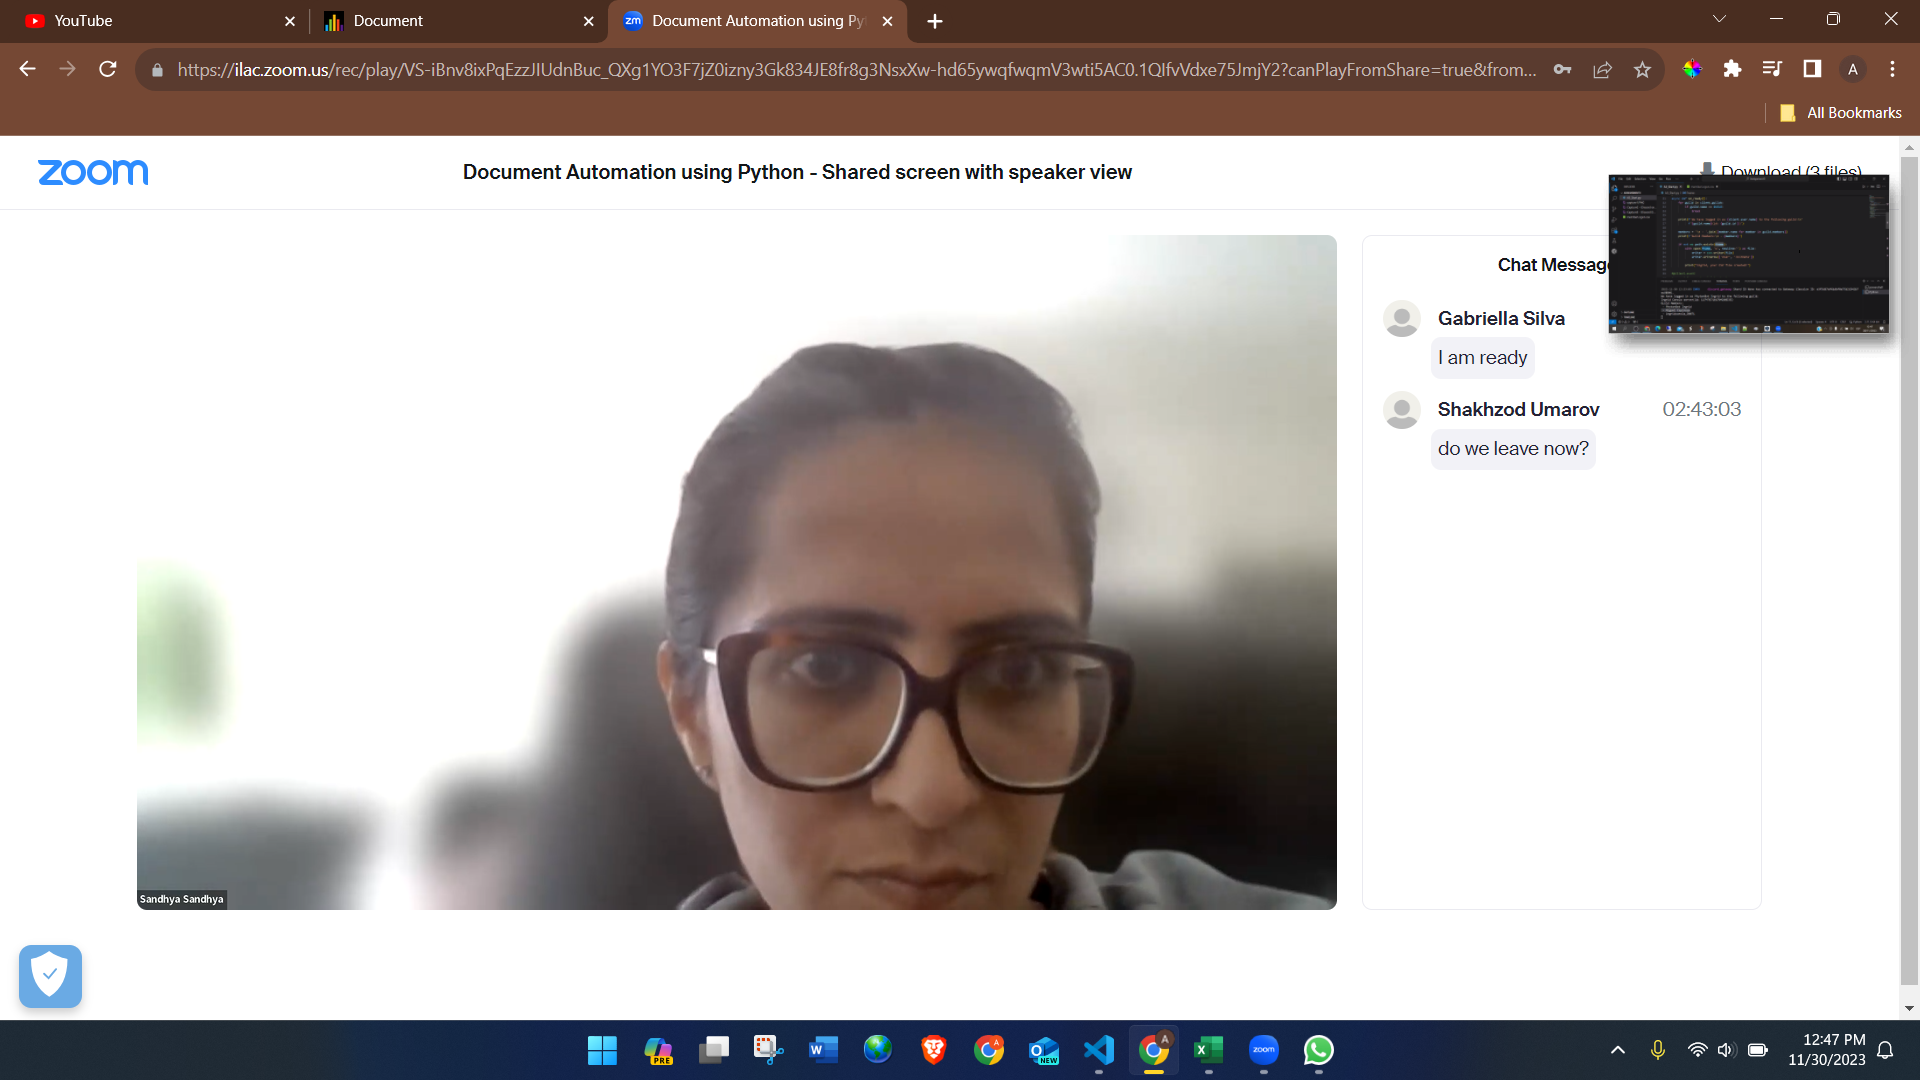 YouTube
Document
zm
Document Automation using Py
https://ilac.zoom.us/rec/play/VS-iBnv8ixPqEzzJIUdnBuc_QXg1YO3F7jZ0izny3Gk834JE8fr8g3NsxXw-hd65ywqfwqmV3wti5AC0.1QlfvVdxe75JmjY2?canPlayFromShare=true&from...
A
All Bookmarks
zoom
Document Automation using Python - Shared screen with speaker view
Download (3 files)
Chat Messag
Gabriella Silva
I am ready
Shakhzod Umarov
02:43:03
do we leave now?
Sandhya Sandhya
PRE
W
A
NEW
A
X
zoom
12:47 PM
11/30/2023